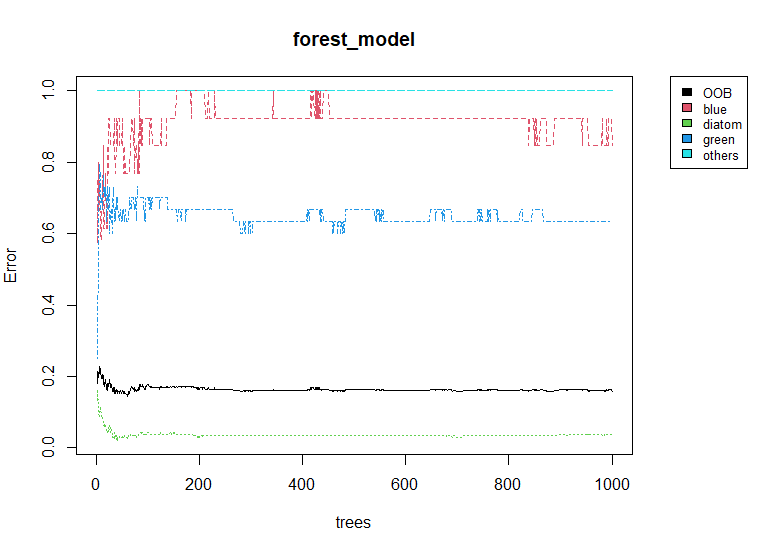 forest_model
Error
1.0
0.8
0.6
0.4
0.2
0.0
0 200 400 600 800 1000
trees
OOB
blue
diatom
green
others